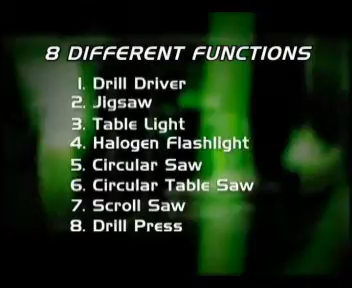 8 DIFFERENT FUNCTIONS
1. Drill Driver
2. Jigsaw
3. Table Light
4. Halogen Flashlight
5. Circular Saw
6. Circular Table Saw
7. Scroll Saw
8. Drill Press